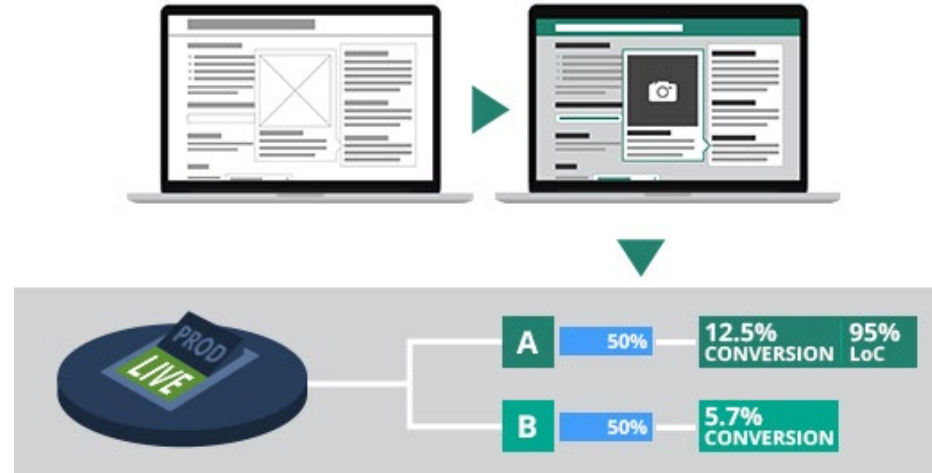 PROD
LIVE
A
50%
12.5%
CONVERSION
95%
LoC
B
50%
5.7%
CONVERSION